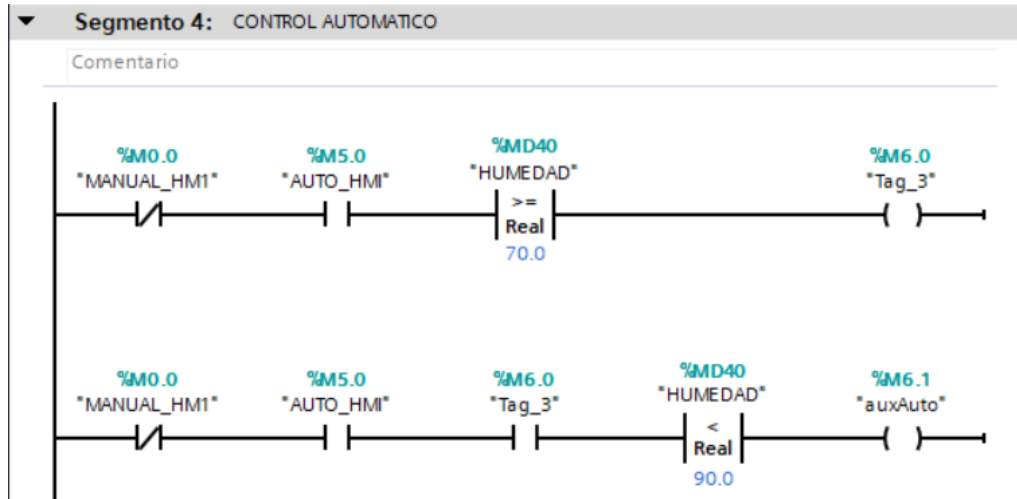 Segmento 4: CONTROL AUTOMATICO
Comentario
%M0.0 %M5.0 %MD40 %M6.0
"MANUAL_HM1" "AUTO_HMI" "HUMEDAD" "Tag_3"
>=
Real
70.0
%M0.0 %M5.0 %M6.0 %MD40 %M6.1
"MANUAL_HM1" "AUTO_HMI" "Tag_3" "HUMEDAD" "auxAuto"
<
Real
90.0